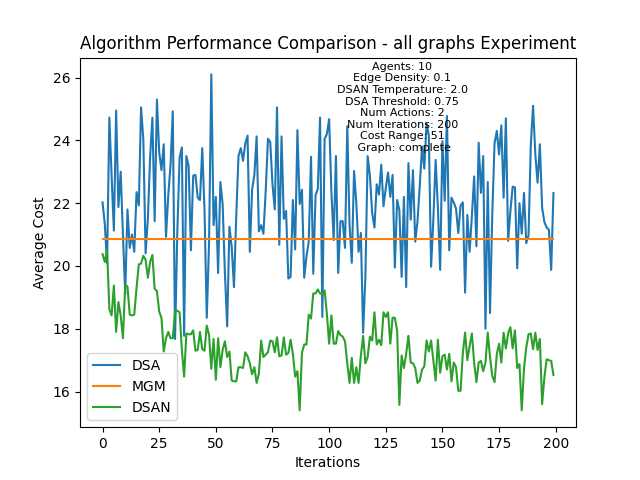 Algorithm Performance Comparison - all graphs Experiment
Agents: 10
Edge Density: 0.1
DSAN Temperature: 2.0
DSA Threshold: 0.75
Num Actions: 2
Num Iterations: 200
Cost Range: 51
Graph: complete
Average Cost
26
24
22
20
18
16
DSA
MGM
DSAN
0
25
50
75
100
125
150
175
200
Iterations